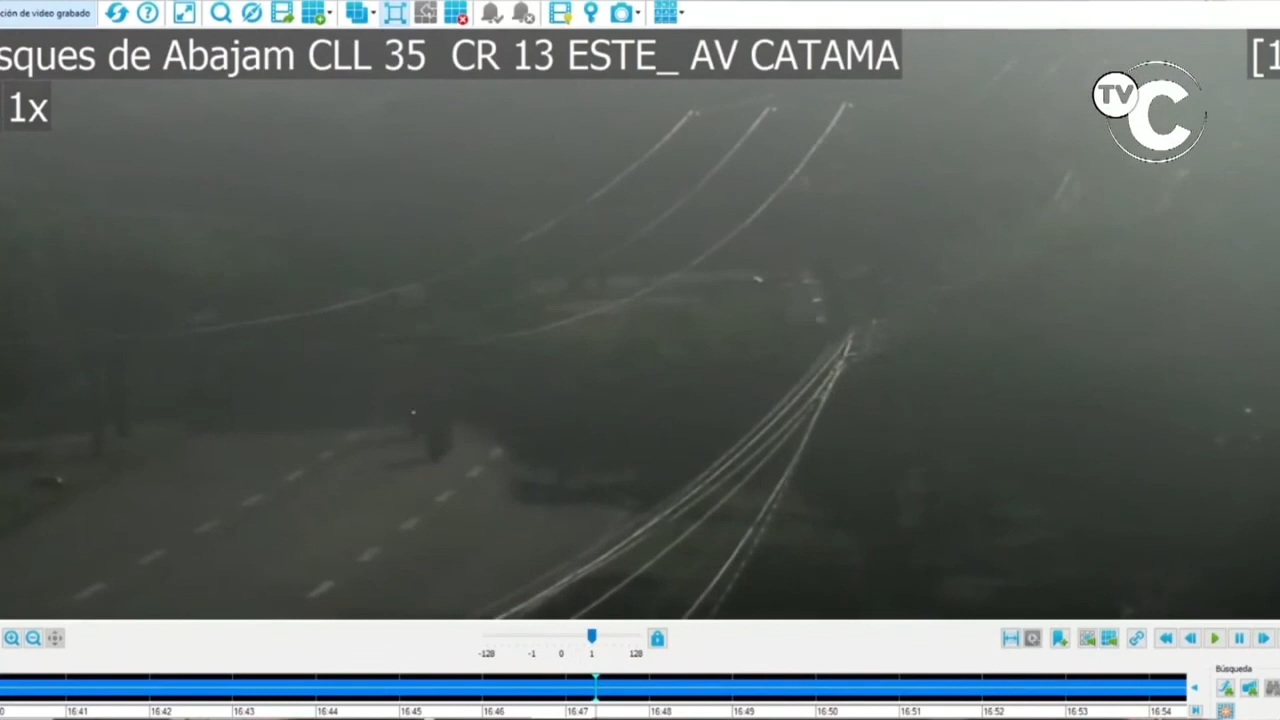 ción de video grabado
sques de Abajam CLL 35 CR 13 ESTE_ AV CATAMA
[1
1x
TV C
-128 -1 0 1 128
Búsqueda
0 16:41 16:42 16:43 16:44 16:45 16:46 16:47 16:48 16:49 16:50 16:51 16:52 16:53 16:54